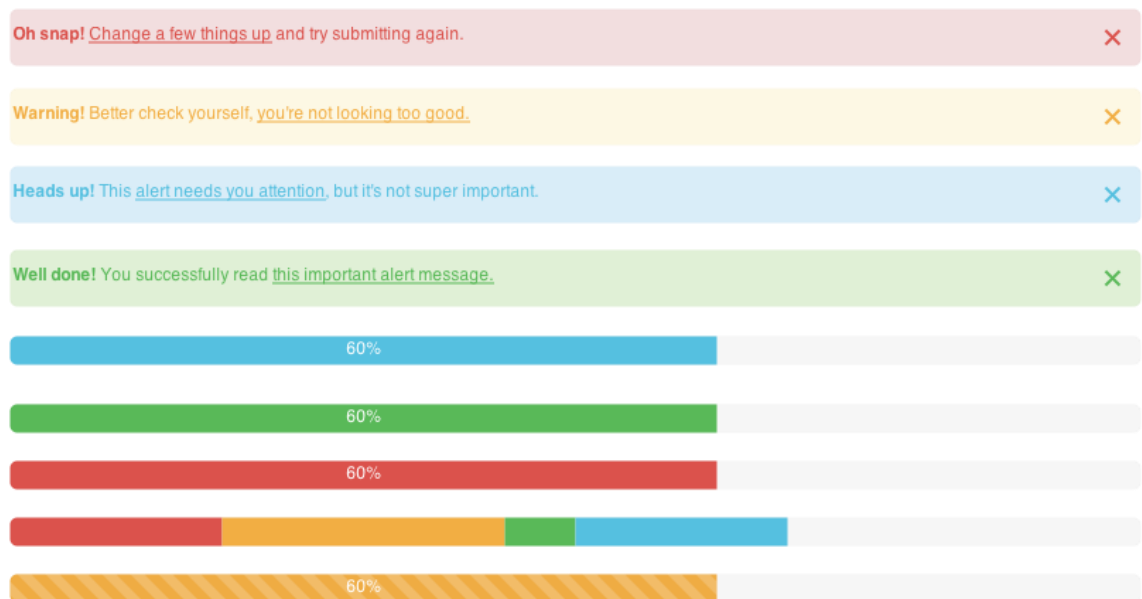 Oh snap! Change a few things up and try submitting again.
Warning! Better check yourself, you're not looking too good.
Heads up! This alert needs you attention, but it's not super important.
Well done! You successfully read this important alert message.
60%
60%
60%
60%